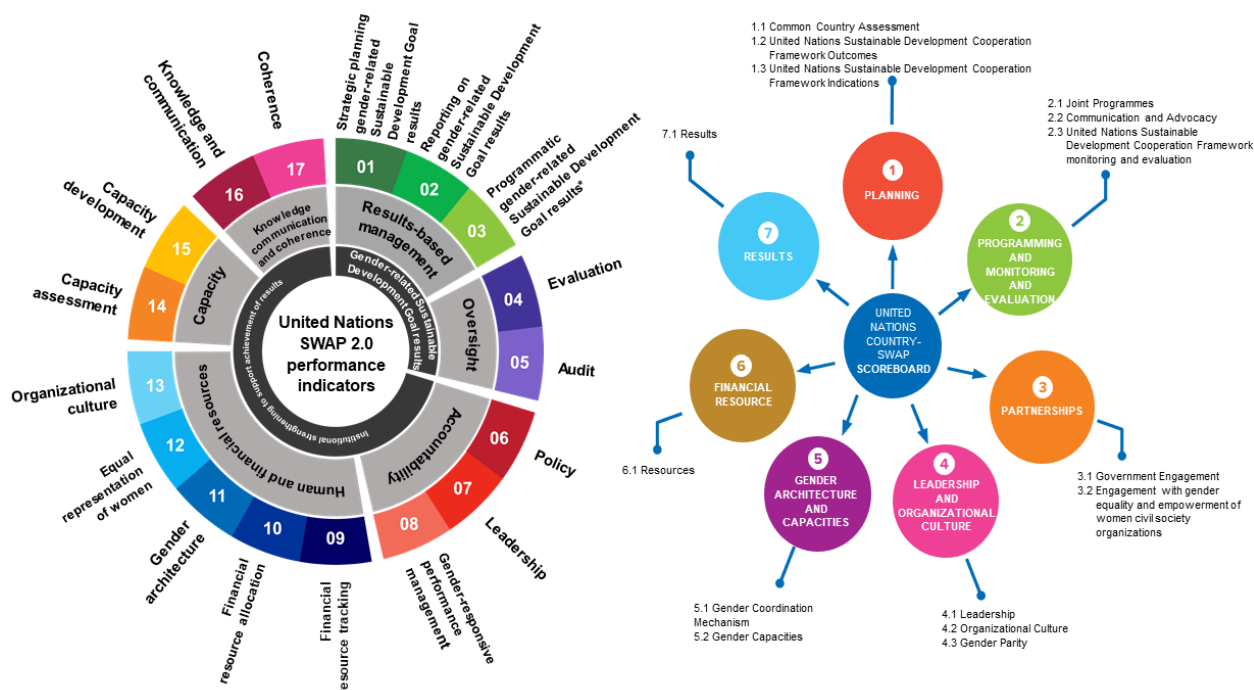 Strategic planning
gender-related
Sustainable
Development Goal
results
Reporting on
gender-related
Sustainable Development
Goal results
Programmatic
gender-related
Sustainable Development
Goal results*
Evaluation
Audit
Policy
Leadership
Gender-responsive
performance
management
Financial
esource tracking
Financial
resource allocation
Gender
architecture
Equal
representation
of women
Organizational
culture
Capacity
assessment
Capacity
development
Knowledge and
communication
Coherence
01
02
03
04
05
06
07
08
09
10
11
12
13
14
15
16
17
Results-based
management
Oversight
Accountability
Human and financial resources
Capacity
Knowledge
communication
and coherence
Gender-related Sustainable
Development Goal results
Institutional strengthening to support achievement of results
United Nations
SWAP 2.0
performance
indicators
1.1 Common Country Assessment
1.2 United Nations Sustainable Development Cooperation
Framework Outcomes
1.3 United Nations Sustainable Development Cooperation
Framework Indications
1
PLANNING
2.1 Joint Programmes
2.2 Communication and Advocacy
2.3 United Nations Sustainable
Development Cooperation Framework
monitoring and evaluation
2
PROGRAMMING
AND
MONITORING
AND
EVALUATION
3
PARTNERSHIPS
3.1 Government Engagement
3.2 Engagement with gender
equality and empowerment of
women civil society
organizations
4
LEADERSHIP
AND
ORGANIZATIONAL
CULTURE
4.1 Leadership
4.2 Organizational Culture
4.3 Gender Parity
5
GENDER
ARCHITECTURE
AND
CAPACITIES
5.1 Gender Coordination
Mechanism
5.2 Gender Capacities
6
FINANCIAL
RESOURCE
6.1 Resources
7
RESULTS
7.1 Results
UNITED
NATIONS
COUNTRY-
SWAP
SCOREBOARD